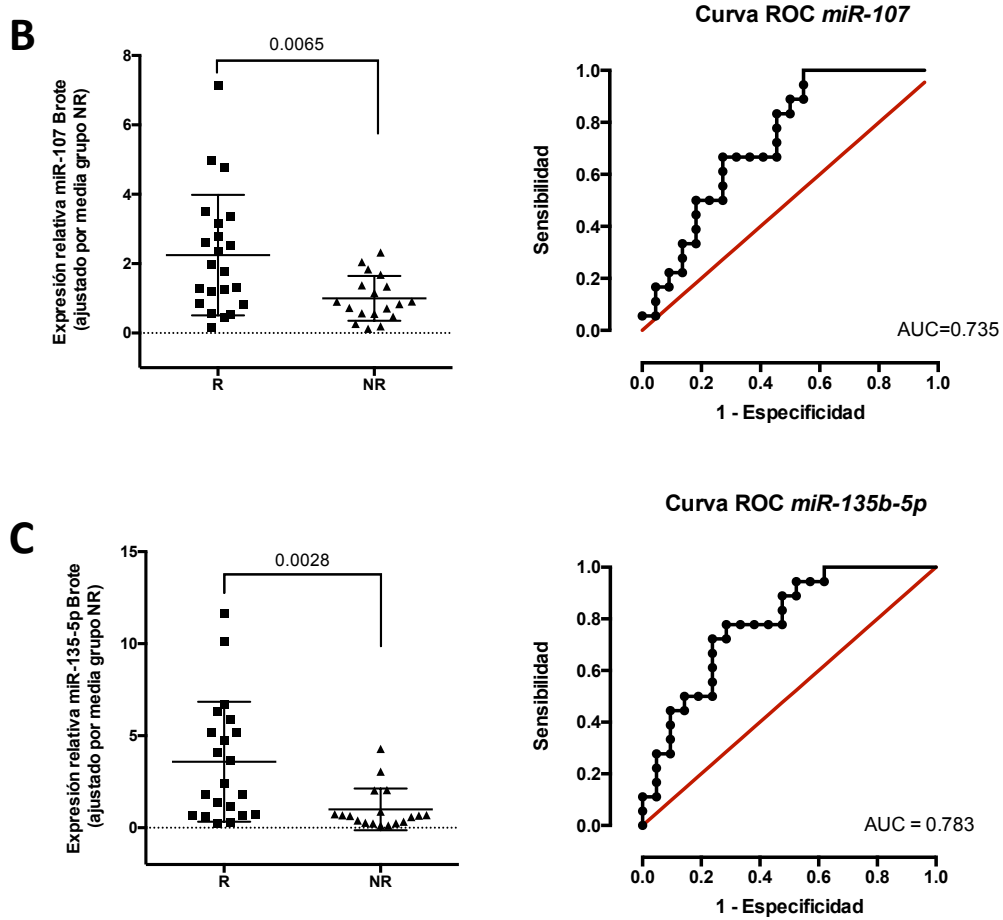 B
Expresión relativa miR-107 Brote
(ajustado por media grupo NR)
0.0065
8
6
4
2
0
R
NR
Curva ROC miR-107
Sensibilidad
1.0
0.8
0.6
0.4
0.2
0.0
AUC=0.735
0.0
0.2
0.4
0.6
0.8
1.0
1 - Especificidad
C
Expresión relativa miR-135-5p Brote
(ajustado por media grupo NR)
0.0028
15
10
5
0
R
NR
Curva ROC miR-135b-5p
Sensibilidad
1.0
0.8
0.6
0.4
0.2
0.0
AUC = 0.783
0.0
0.2
0.4
0.6
0.8
1.0
1 - Especificidad